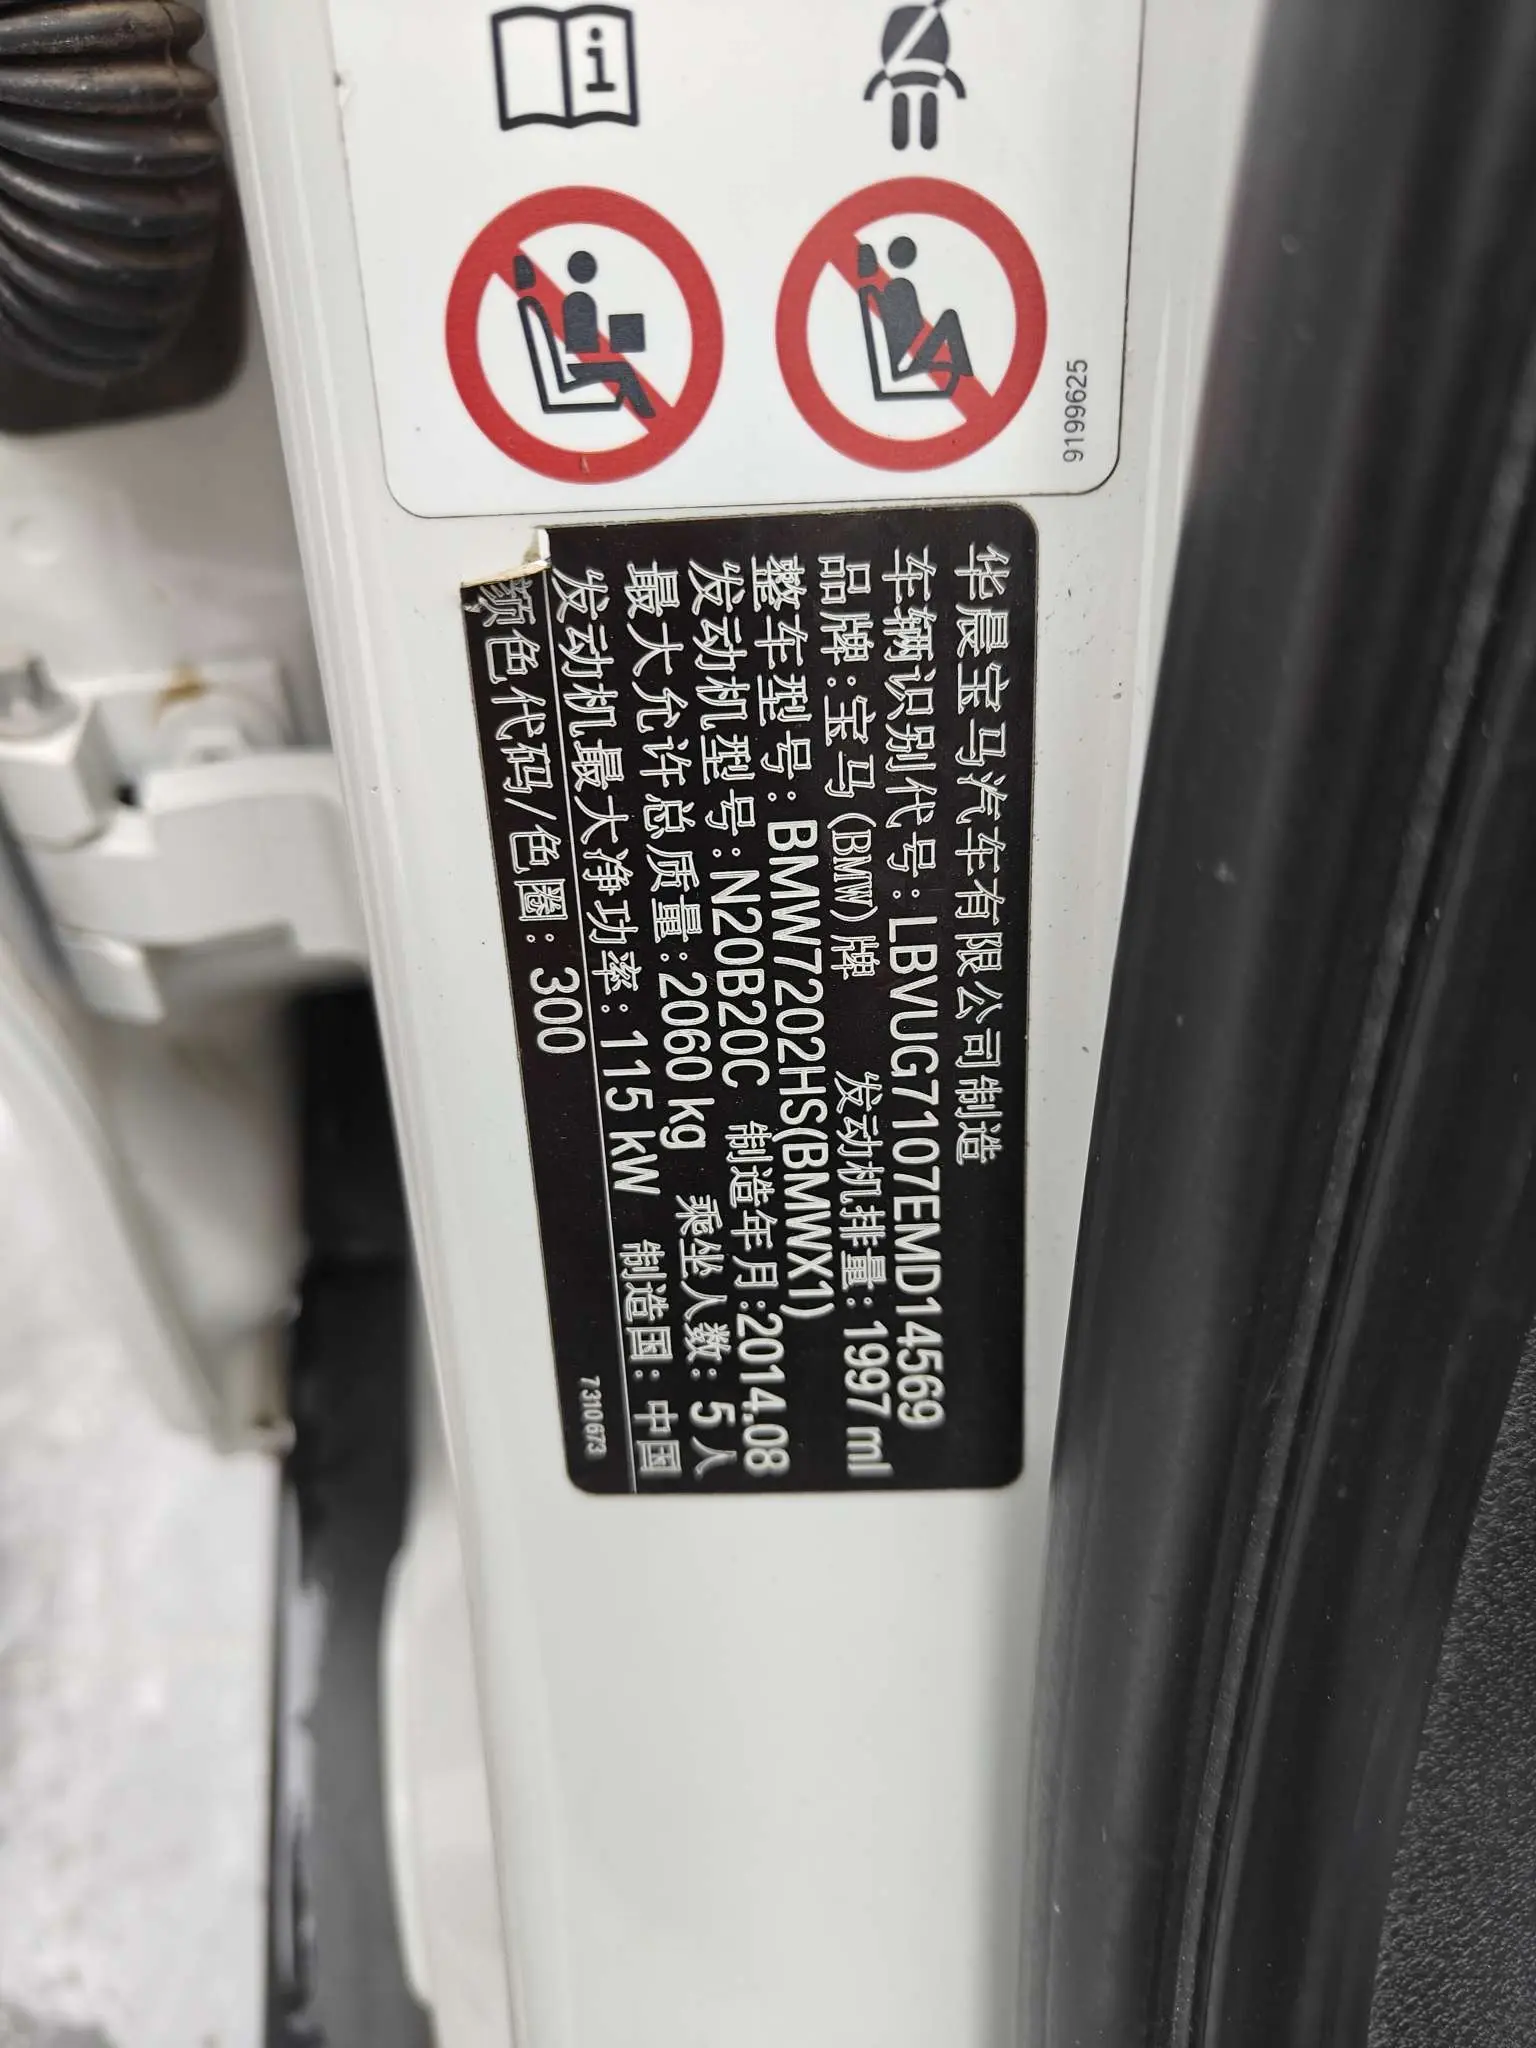 9199625
华晨宝马汽车有限公司制造
车辆识别代号:LBVUG7107EMD14569
品牌:宝马(BMW)牌 发动机排量:1997 ml
整车型号:BMW7202HS(BMWX1)
发动机型号:N20B20C 制造年月:2014.08
最大允许总质量:2060 kg 乘坐人数:5人
发动机最大净功率:115 kW 制造国:中国
颜色代码/色圈:300
7310673